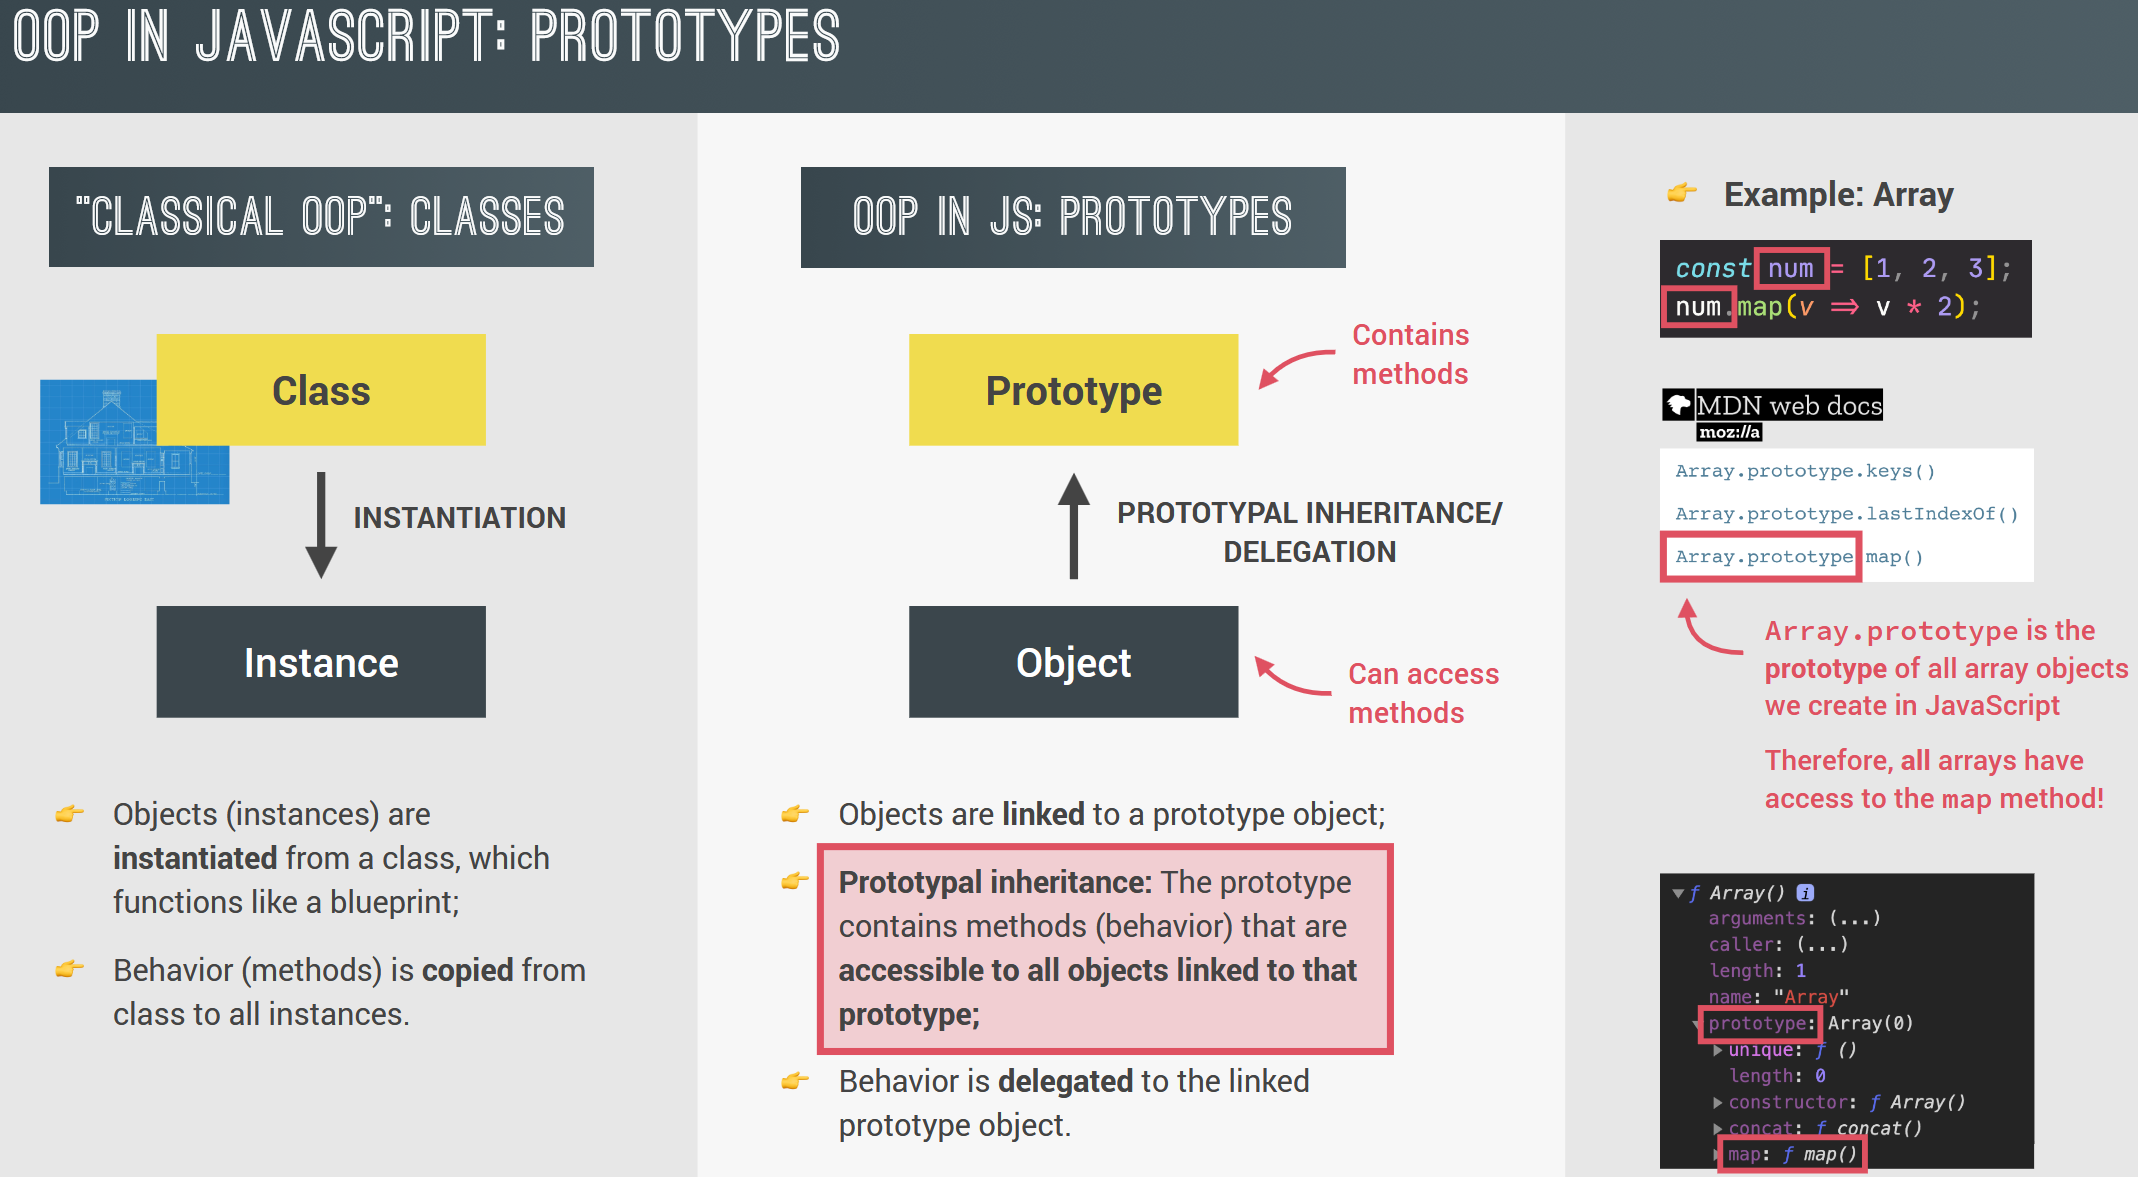 OOP IN JAVASCRIPT: PROTOTYPES
"CLASSICAL OOP": CLASSES
Class
INSTANTIATION
Instance
👉 Objects (instances) are
instantiated from a class, which
functions like a blueprint;
👉 Behavior (methods) is copied from
class to all instances.
OOP IN JS: PROTOTYPES
Prototype
Contains
methods
PROTOTYPAL INHERITANCE/
DELEGATION
Object
Can access
methods
👉 Objects are linked to a prototype object;
👉 Prototypal inheritance: The prototype
contains methods (behavior) that are
accessible to all objects linked to that
prototype;
👉 Behavior is delegated to the linked
prototype object.
👉 Example: Array
const num = [1, 2, 3];
num.map(v => v * 2);
MDN web docs
moz://a
Array.prototype.keys()
Array.prototype.lastIndexOf()
Array.prototype.map()
Array.prototype is the
prototype of all array objects
we create in JavaScript
Therefore, all arrays have
access to the map method!
▼ƒ Array() i
arguments: (...)
caller: (...)
length: 1
name: "Array"
▼prototype: Array(0)
▶unique: ƒ ()
length: 0
▶constructor: ƒ Array()
▶concat: ƒ concat()
▶map: ƒ map()